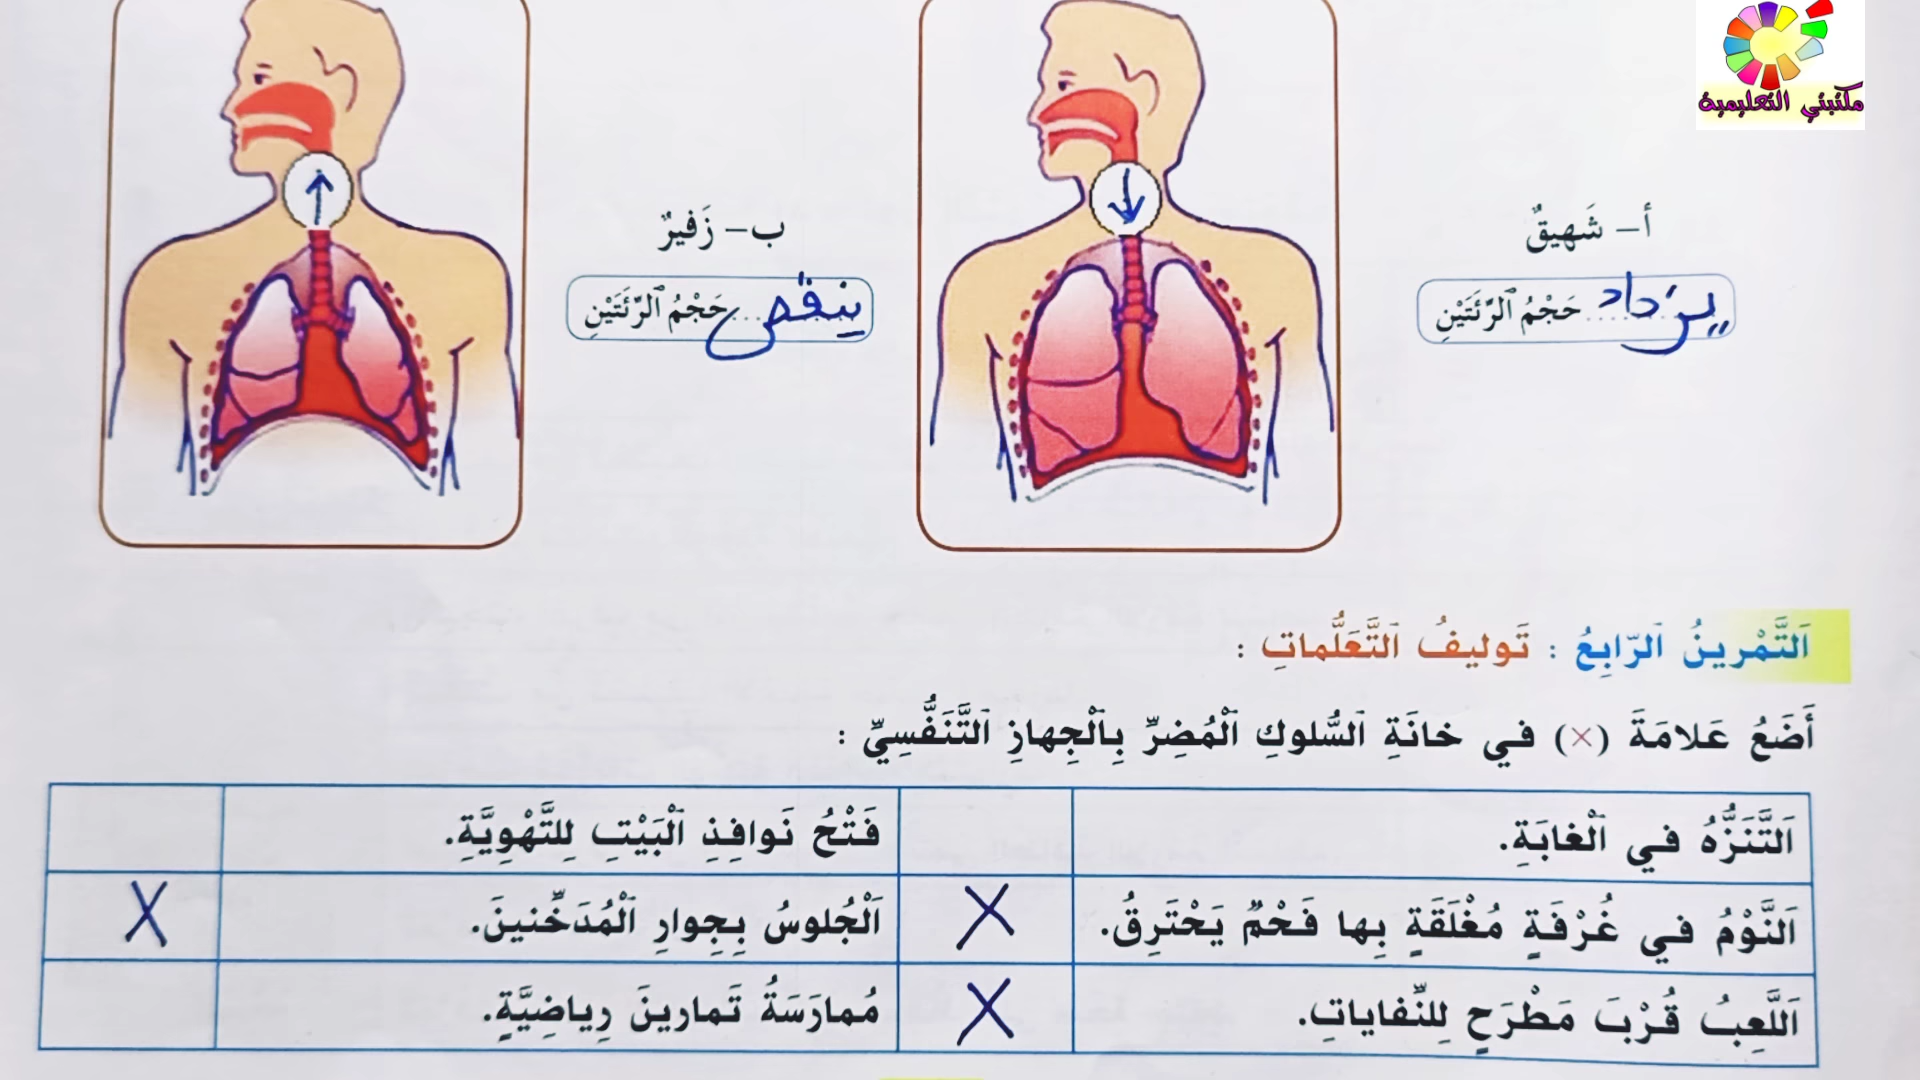 مكتبتي التعليمية
أ– شَهيقٌ
يزداد حَجْمُ ٱلرِّئَتَيْنِ
ب– زَفيرٌ
ينقص حَجْمُ ٱلرِّئَتَيْنِ
اَلتَّمْرينُ ٱلرّابِعُ : تَوليفُ ٱلتَّعَلُّماتِ :
أَضَعُ عَلامَةَ (×) في خانَةِ ٱلسُّلوكِ ٱلْمُضِرِّ بِٱلْجِهازِ ٱلتَّنَفُّسِيِّ :
اَلتَّنَزُّهُ في ٱلْغابَةِ. فَتْحُ نَوافِذِ ٱلْبَيْتِ لِلتَّهْوِيَّةِ.
اَلنَّوْمُ في غُرْفَةٍ مُغْلَقَةٍ بِها فَحْمٌ يَحْتَرِقُ. X اَلْجُلوسُ بِجِوارِ ٱلْمُدَخِّنينَ. X
اَللَّعِبُ قُرْبَ مَطْرَحٍ لِلنِّفاياتِ. X مُمارَسَةُ تَمارينَ رِياضِيَّةٍ.